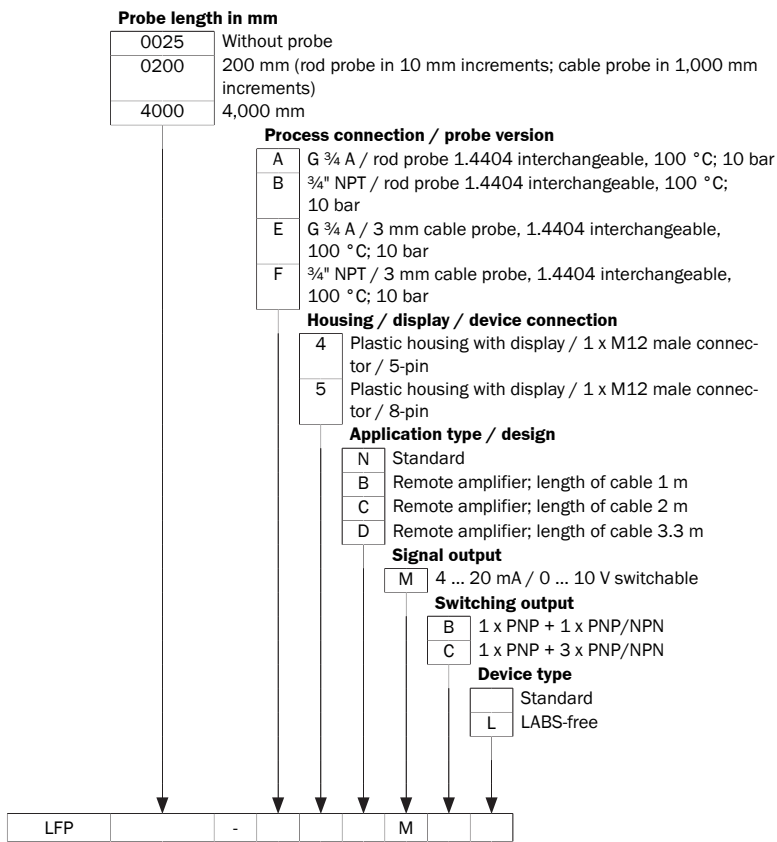 Probe length in mm
0025 Without probe
0200 200 mm (rod probe in 10 mm increments; cable probe in 1,000 mm
increments)
4000 4,000 mm
Process connection / probe version
A G ¾ A / rod probe 1.4404 interchangeable, 100 °C; 10 bar
B ¾" NPT / rod probe 1.4404 interchangeable, 100 °C;
10 bar
E G ¾ A / 3 mm cable probe, 1.4404 interchangeable,
100 °C; 10 bar
F ¾" NPT / 3 mm cable probe, 1.4404 interchangeable,
100 °C; 10 bar
Housing / display / device connection
4 Plastic housing with display / 1 x M12 male connec-
tor / 5-pin
5 Plastic housing with display / 1 x M12 male connec-
tor / 8-pin
Application type / design
N Standard
B Remote amplifier; length of cable 1 m
C Remote amplifier; length of cable 2 m
D Remote amplifier; length of cable 3.3 m
Signal output
M 4 ... 20 mA / 0 ... 10 V switchable
Switching output
B 1 x PNP + 1 x PNP/NPN
C 1 x PNP + 3 x PNP/NPN
Device type
Standard
L LABS-free
LFP - M